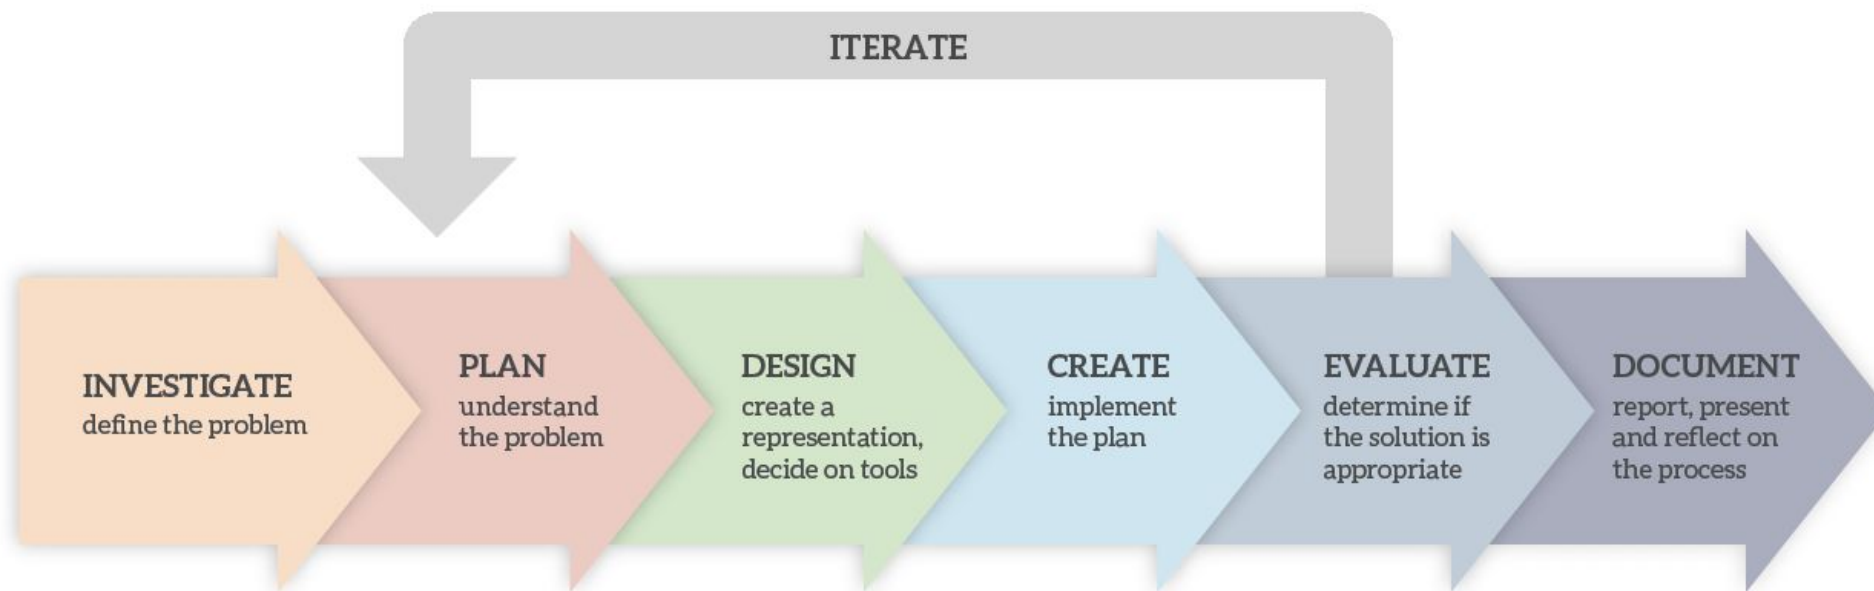 ITERATE
INVESTIGATE
define the problem
PLAN
understand
the problem
DESIGN
create a
representation,
decide on tools
CREATE
implement
the plan
EVALUATE
determine if
the solution is
appropriate
DOCUMENT
report, present
and reflect on
the process